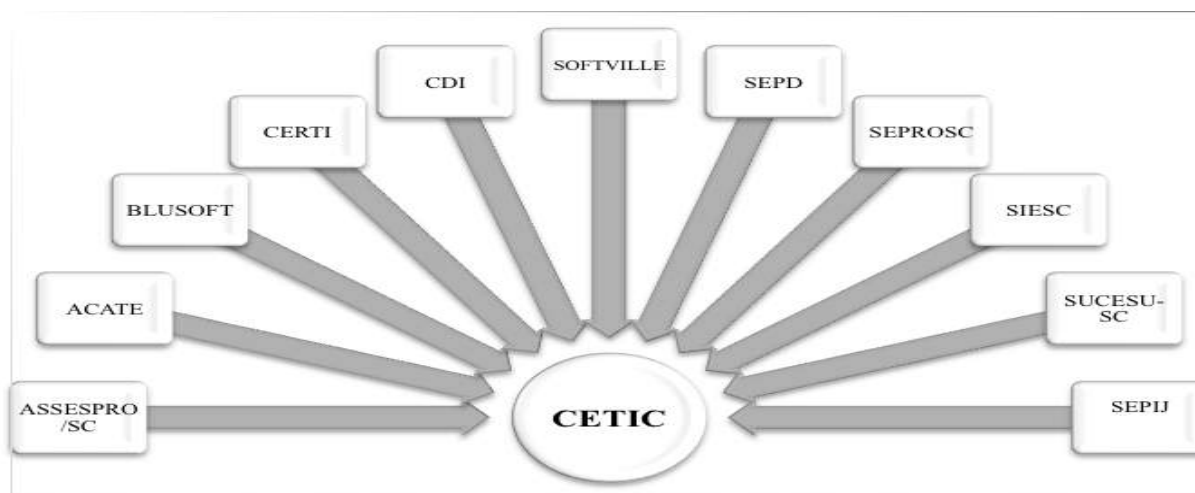 SOFTVILLE
CDI
SEPD
CERTI
SEPROSC
BLUSOFT
SIESC
ACATE
SUCESU-
SC
ASSESPRO
/SC
CETIC
SEPIJ